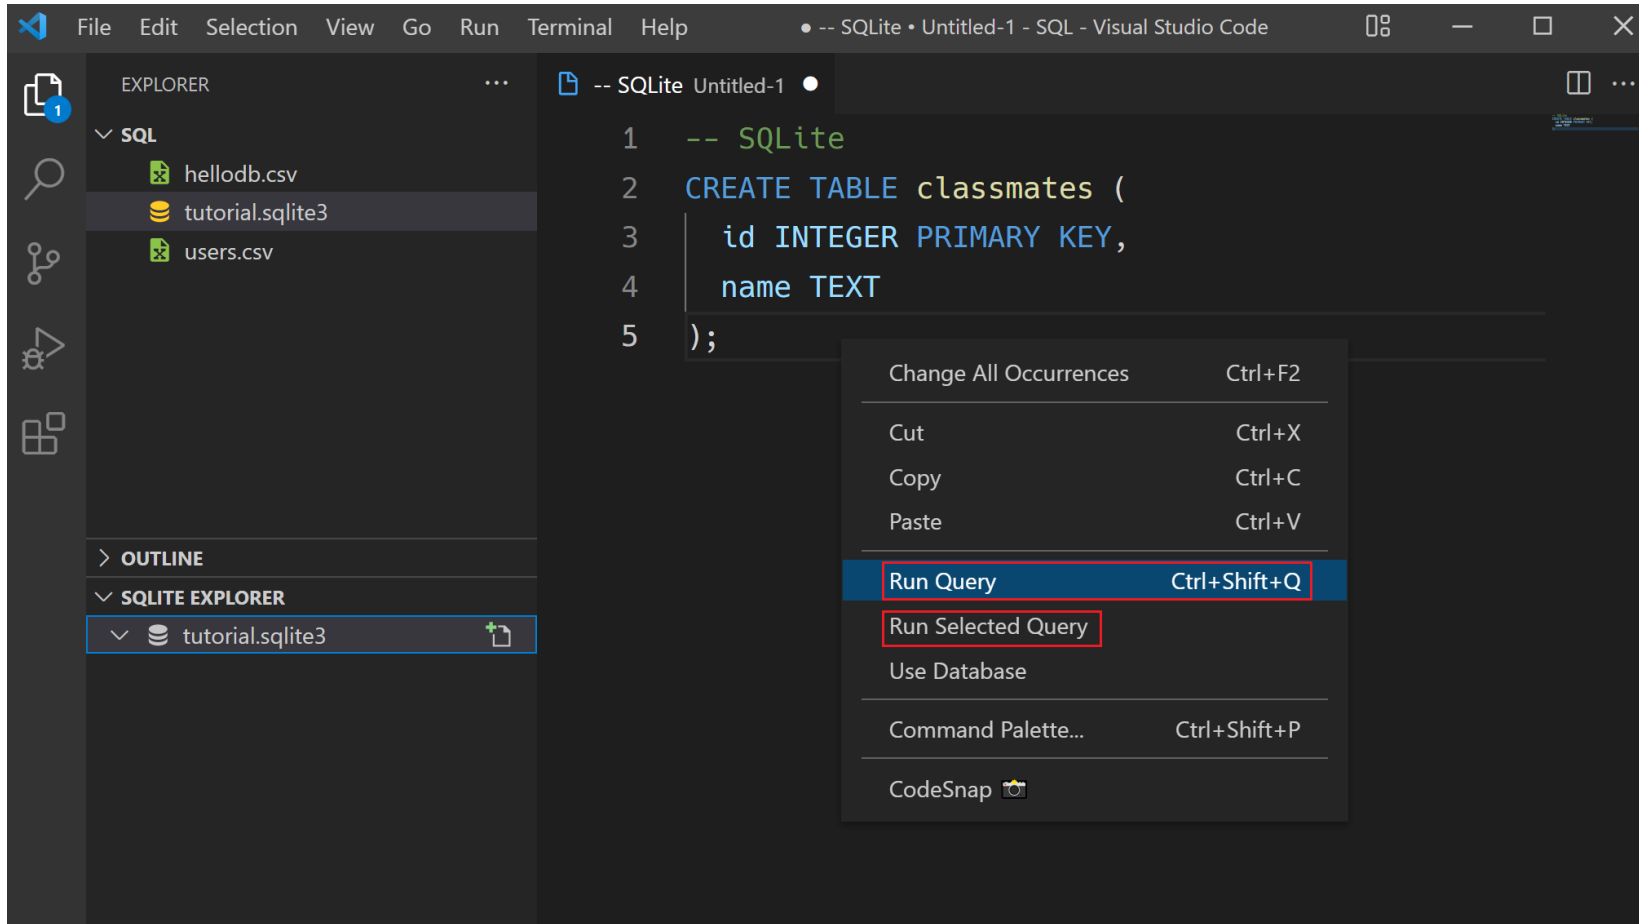 File Edit Selection View Go Run Terminal Help ● -- SQLite • Untitled-1 - SQL - Visual Studio Code
EXPLORER ···
1
SQL
hellodb.csv
tutorial.sqlite3
users.csv
OUTLINE
SQLITE EXPLORER
tutorial.sqlite3
-- SQLite Untitled-1 ●
1 -- SQLite
2 CREATE TABLE classmates (
3 id INTEGER PRIMARY KEY,
4 name TEXT
5 );
Change All Occurrences Ctrl+F2
Cut Ctrl+X
Copy Ctrl+C
Paste Ctrl+V
Run Query Ctrl+Shift+Q
Run Selected Query
Use Database
Command Palette... Ctrl+Shift+P
CodeSnap 📸